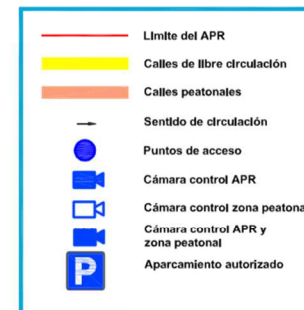 Limite del APR
Calles de libre circulación
Calles peatonales
Sentido de circulación
Puntos de acceso
Cámara control APR
Cámara control zona peatona
Cámara control APR y
zona peatonal
P
Aparcamiento autorizado